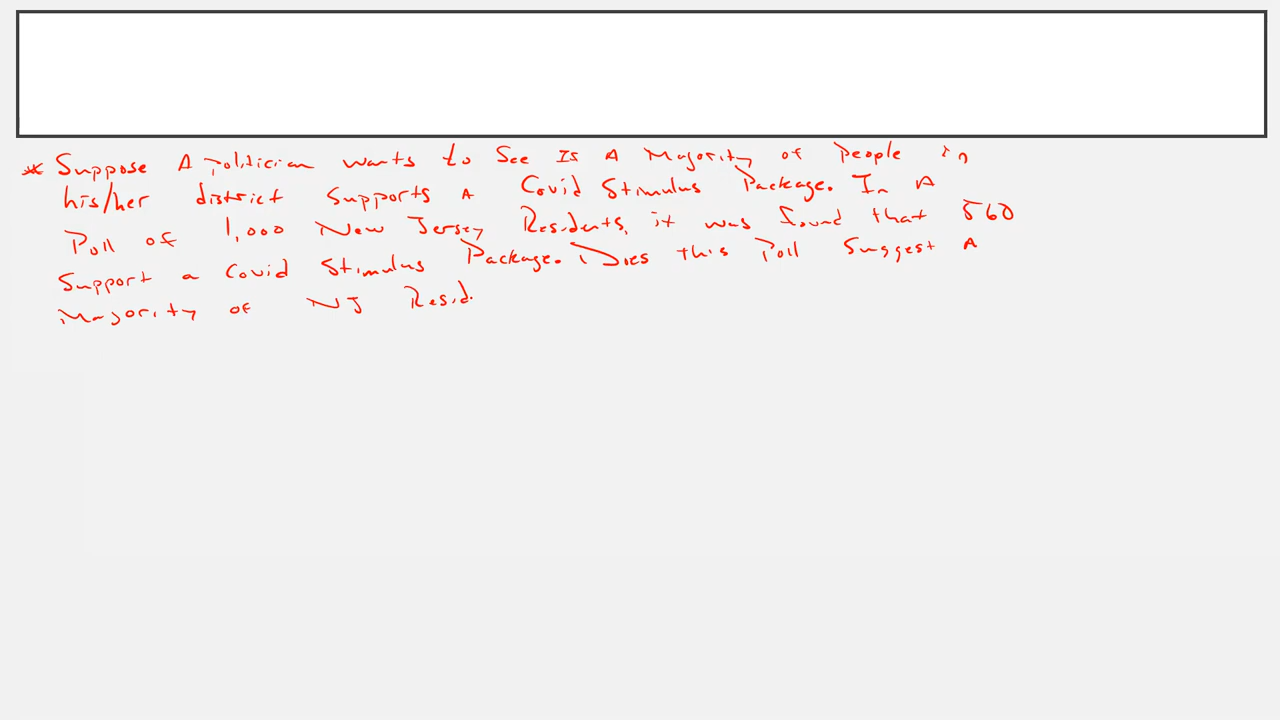 * Suppose A Politician wants to See Is A Majority of People in
his/her district Supports A Covid Stimulus Package. In A
Poll of 1,000 New Jersey Residents, it was found that 560
Support a Covid Stimulus Package. Does this Poll Suggest A
Majority of NJ Resid